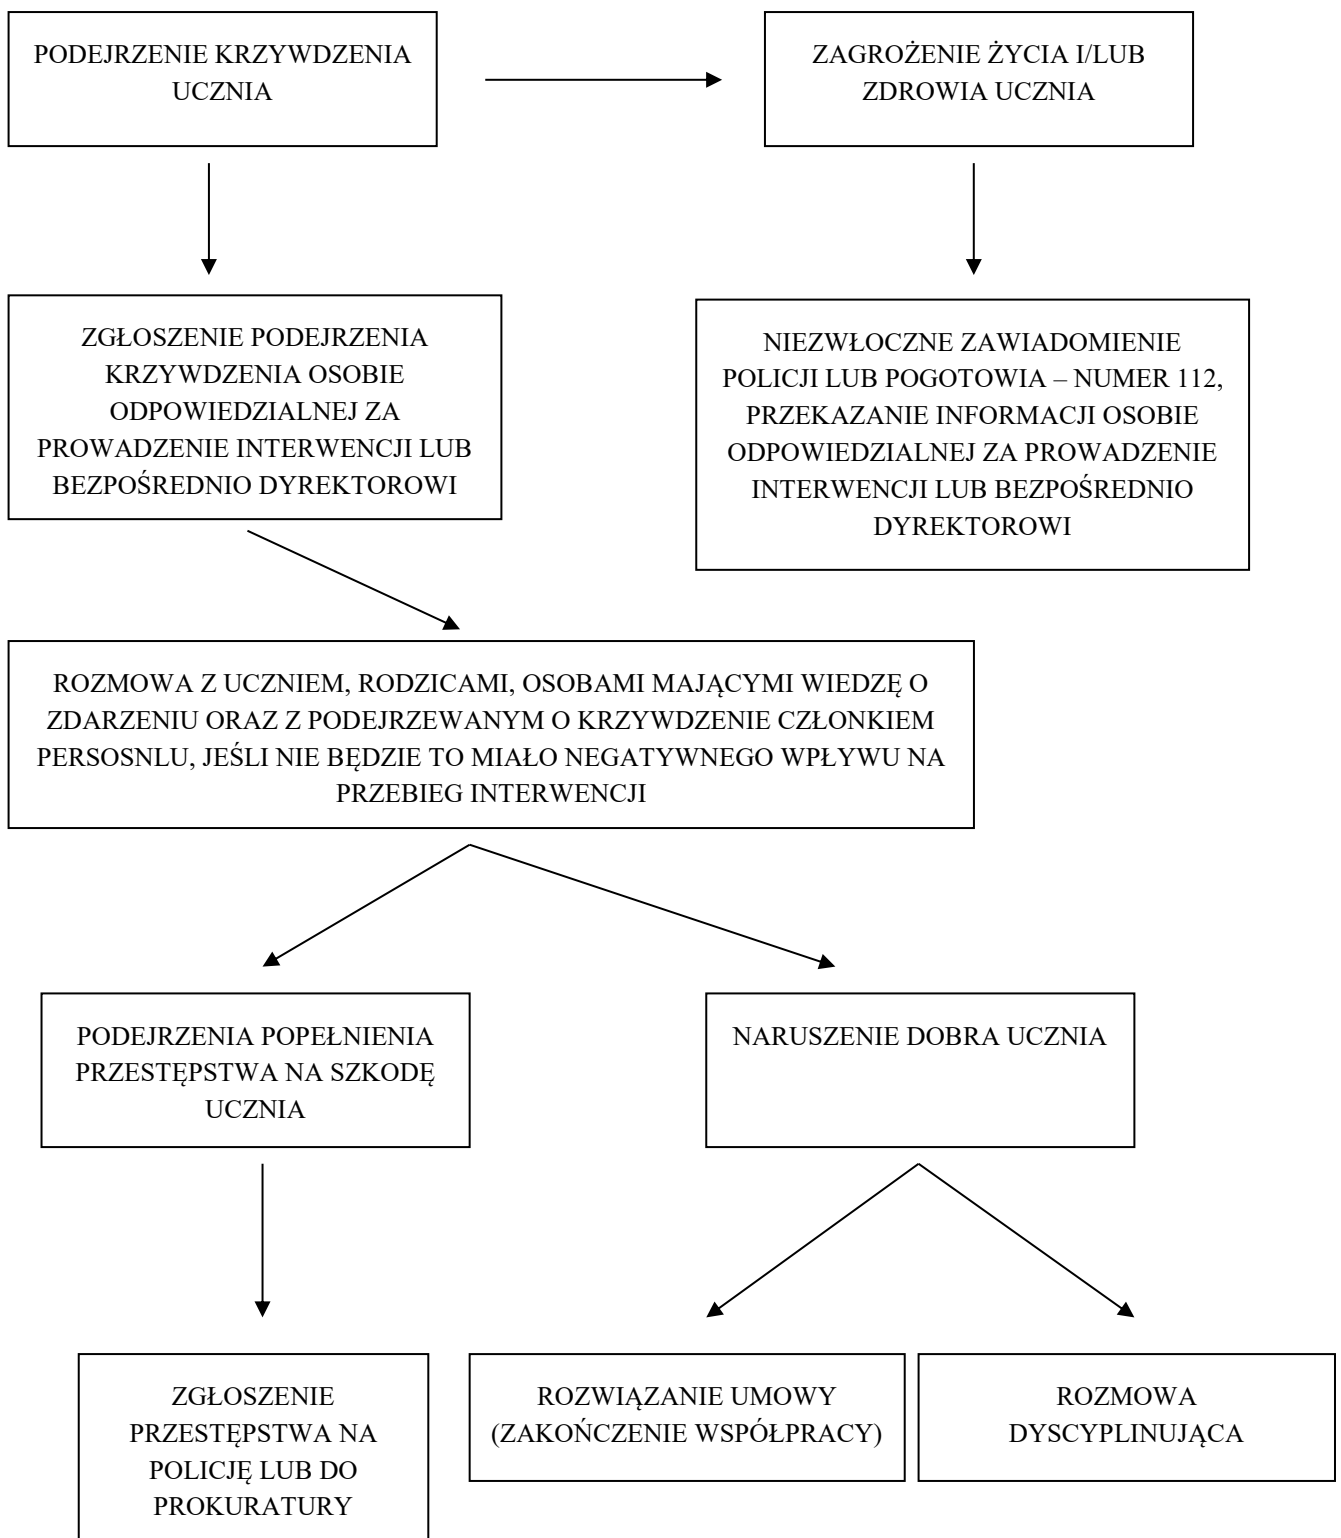 PODEJRZENIE KRZYWDZENIA
UCZNIA
ZAGROŻENIE ŻYCIA I/LUB
ZDROWIA UCZNIA
ZGŁOSZENIE PODEJRZENIA
KRZYWDZENIA OSOBIE
ODPOWIEDZIALNEJ ZA
PROWADZENIE INTERWENCJI LUB
BEZPOŚREDNIO DYREKTOROWI
NIEZWŁOCZNE ZAWIADOMIENIE
POLICJI LUB POGOTOWIA – NUMER 112,
PRZEKAZANIE INFORMACJI OSOBIE
ODPOWIEDZIALNEJ ZA PROWADZENIE
INTERWENCJI LUB BEZPOŚREDNIO
DYREKTOROWI
ROZMOWA Z UCZNIEM, RODZICAMI, OSOBAMI MAJĄCYMI WIEDZĘ O
ZDARZENIU ORAZ Z PODEJRZEWANYM O KRZYWDZENIE CZŁONKIEM
PERSOSNLU, JEŚLI NIE BĘDZIE TO MIAŁO NEGATYWNEGO WPŁYWU NA
PRZEBIEG INTERWENCJI
PODEJRZENIA POPEŁNIENIA
PRZESTĘPSTWA NA SZKODĘ
UCZNIA
NARUSZENIE DOBRA UCZNIA
ZGŁOSZENIE
PRZESTĘPSTWA NA
POLICJĘ LUB DO
PROKURATURY
ROZWIĄZANIE UMOWY
(ZAKOŃCZENIE WSPÓŁPRACY)
ROZMOWA
DYSCYPLINUJĄCA